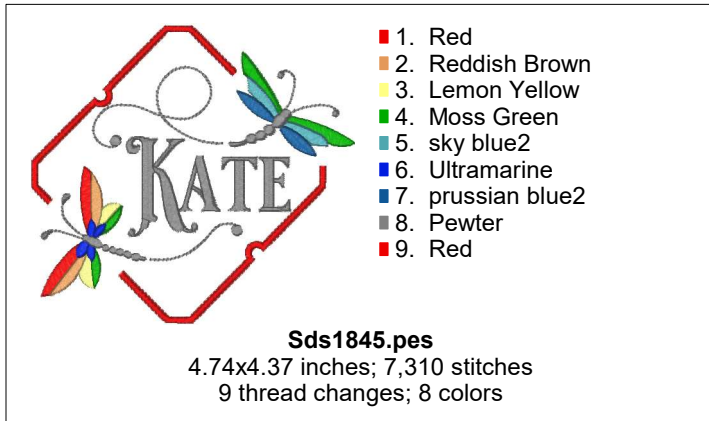 KATE
1. Red
2. Reddish Brown
3. Lemon Yellow
4. Moss Green
5. sky blue2
6. Ultramarine
7. prussian blue2
8. Pewter
9. Red
Sds1845.pes
4.74x4.37 inches; 7,310 stitches
9 thread changes; 8 colors